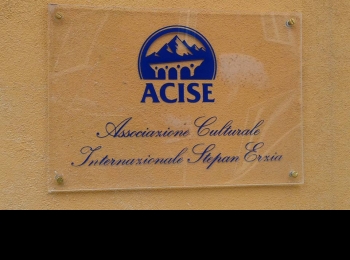 ACISE
Associazione Culturale
Internazionale Stepan Erzia